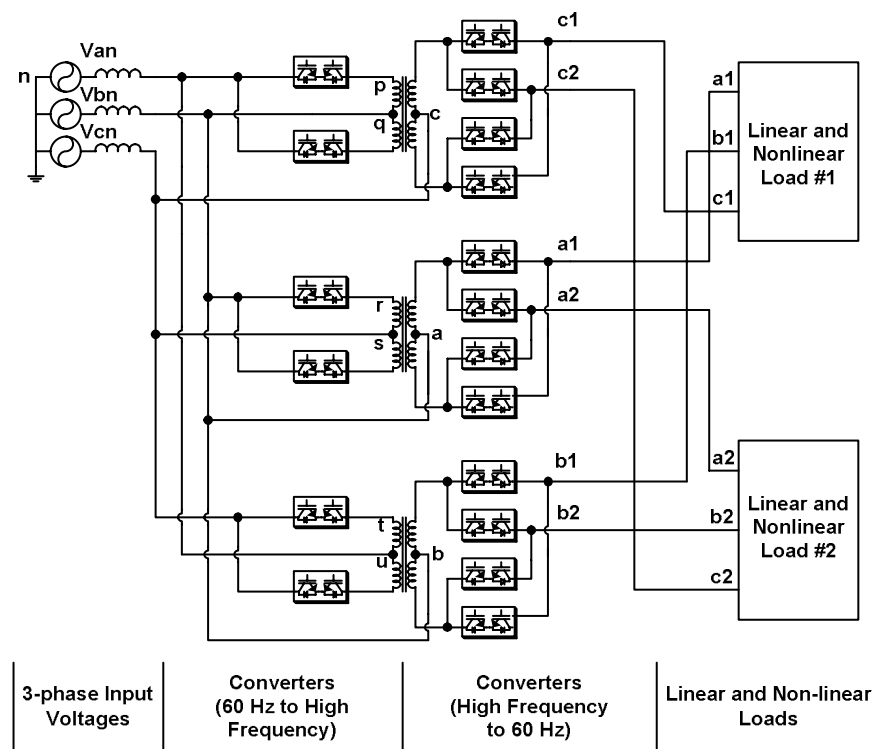 Van
n
Vbn
Vcn
p
q
c
c1
c2
a1
b1
c1
Linear and
Nonlinear
Load #1
r
s
a
a1
a2
t
u
b
b1
b2
a2
b2
c2
Linear and
Nonlinear
Load #2
3-phase Input
Voltages
Converters
(60 Hz to High
Frequency)
Converters
(High Frequency
to 60 Hz)
Linear and Non-linear
Loads